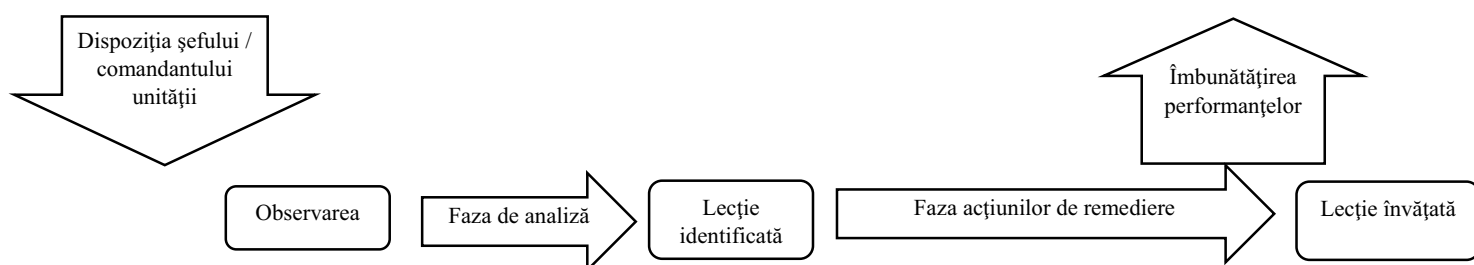 Dispoziţia şefului /
comandantului
unităţii
Îmbunătăţirea
performanţelor
Observarea
Faza de analiză
Lecţie
identificată
Faza acţiunilor de remediere
Lecţie învăţată